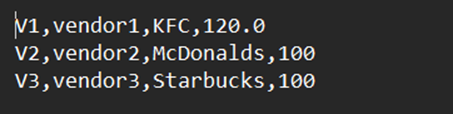 V1,vendor1,KFC,120.0
V2,vendor2,McDonalds,100
V3,vendor3,Starbucks,100